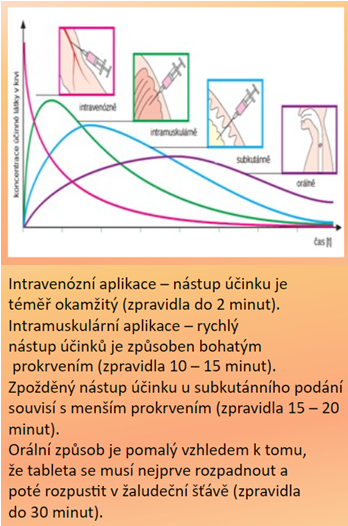 koncentrace účinné látky v krvi
intravenózně
intramuskulárně
subkutánně
orálně
čas [t]
Intravenózní aplikace – nástup účinku je
téměř okamžitý (zpravidla do 2 minut).
Intramuskulární aplikace – rychlý
nástup účinků je způsoben bohatým
prokrvením (zpravidla 10 – 15 minut).
Zpožděný nástup účinku u subkutánního podání
souvisí s menším prokrvením (zpravidla 15 – 20
minut).
Orální způsob je pomalý vzhledem k tomu,
že tableta se musí nejprve rozpadnout a
poté rozpustit v žaludeční šťávě (zpravidla
do 30 minut).